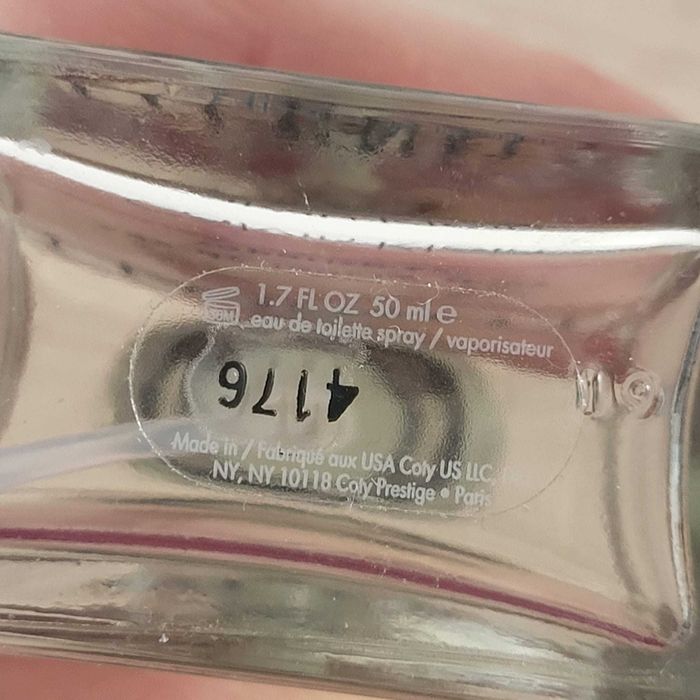 1.7 FL OZ 50 ml e
eau de toilette spray / vaporisateur
4176
Made in / Fabriqué aux USA Coty US LLC,
NY, NY 10118 Coty Prestige • Paris